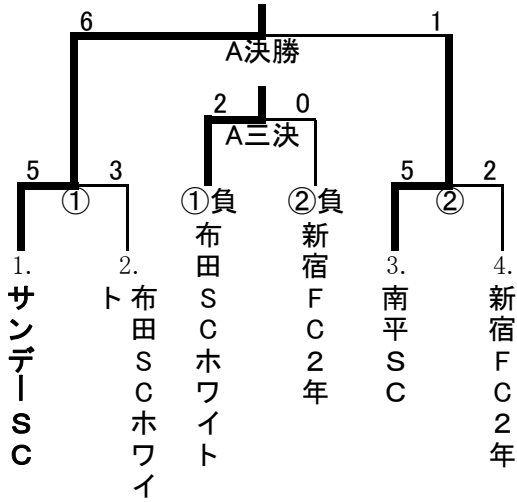 6 1
A決勝
2 0
A三決
5 3
①
①負
②負
5 2
②
1.
サンデーSC
2.
布田SCホワイ
ト
布田SCホワイト
新宿FC2年
3.
南平SC
4.
新宿FC2年